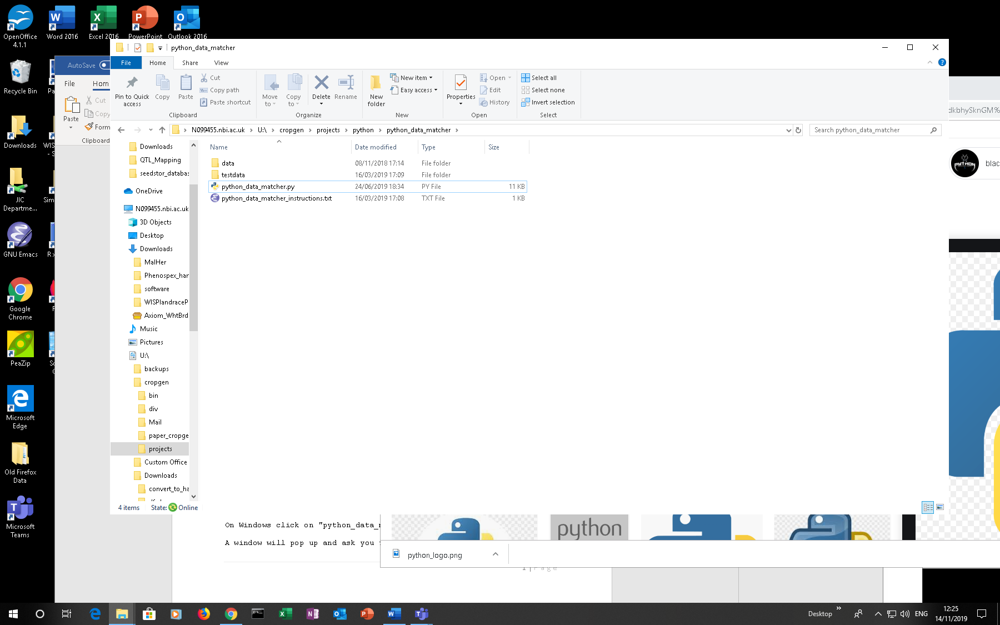 OpenOffice 4.1.1
Word 2016
Excel 2016
PowerPoint
Outlook 2016
python_data_matcher
AutoSave
File
Home
Share
View
Recycle Bin
File
Hom
Cut
Copy
Paste
Form
Clipboard
Pin to Quick access
Copy
Paste
Cut
Copy path
Paste shortcut
Clipboard
Move to
Copy to
Delete
Rename
Organize
New folder
New item
Easy access
New
Properties
Open
Edit
History
Open
Select all
Select none
Invert selection
Select
dkbhySknGM%
N099455.nbi.ac.uk > U:\ > cropgen > projects > python > python_data_matcher >
Search python_data_matcher
Downloads
WIS
- S
Downloads
QTL_Mapping
seedstor_databas
OneDrive
N099455.nbi.ac.uk
3D Objects
Desktop
Downloads
MalHer
Phenospex_har
software
WISPlandraceP
Axiom_WhtBrd
Music
Pictures
U:\
backups
cropgen
bin
div
Mail
paper_cropge
projects
Custom Office
Downloads
convert_to_ha
Name
Date modified
Type
Size
data 08/11/2018 17:14 File folder
testdata 16/03/2019 17:09 File folder
python_data_matcher.py 24/06/2019 18:34 PY File 11 KB
python_data_matcher_instructions.txt 16/03/2019 17:08 TXT File 1 KB
PYTHON
blac
JIC Departme...
Sim
GNU Emacs
R x
Google Chrome
PeaZip
Microsoft Edge
Old Firefox Data
Microsoft Teams
4 items
State: Online
On Windows click on "python_data_m
A window will pop up and ask you
python
python_logo.png
1 | Page
Desktop
ENG
12:25
14/11/2019